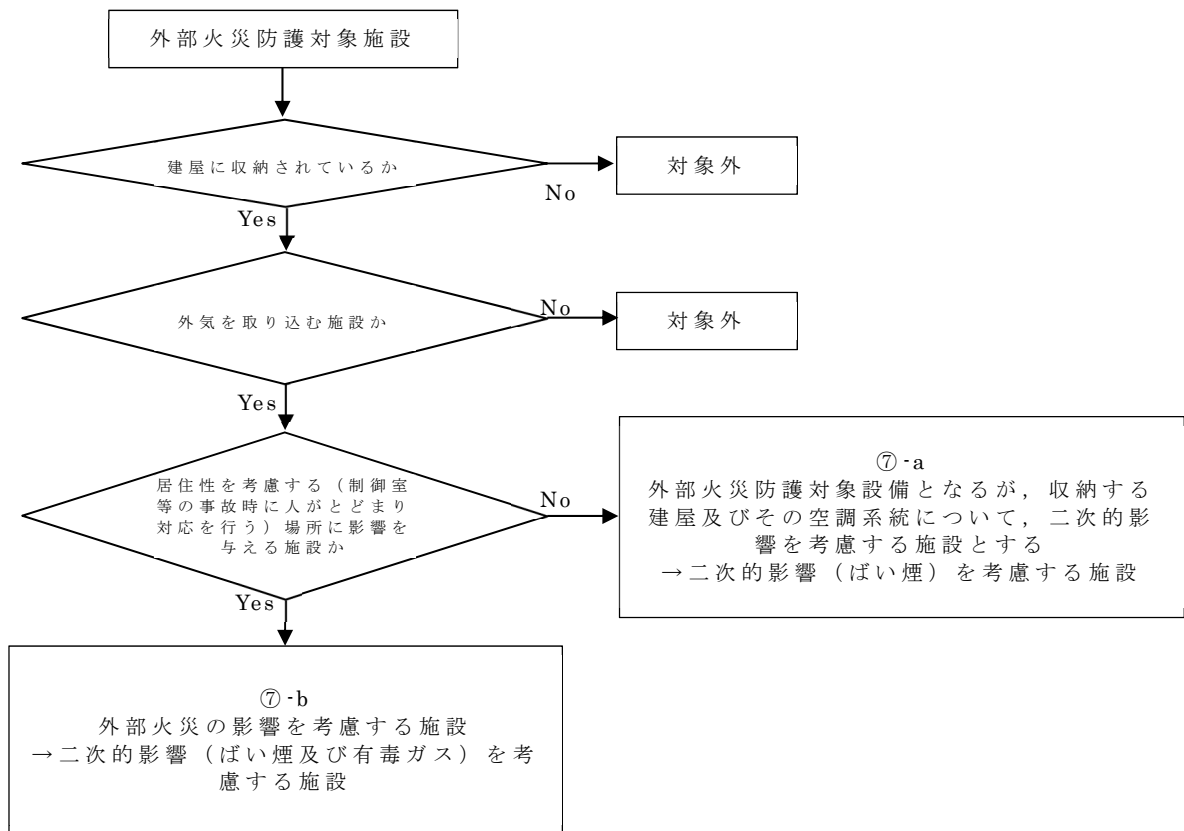 外部火災防護対象施設
建屋に収納されているか
対象外
No
Yes
外気を取り込む施設か
No
対象外
Yes
居住性を考慮する（制御室
等の事故時に人がとどまり
対応を行う）場所に影響を
与える施設か
No
⑦-a
外部火災防護対象設備となるが，収納する
建屋及びその空調系統について，二次的影
響を考慮する施設とする
→二次的影響（ばい煙）を考慮する施設
Yes
⑦-b
外部火災の影響を考慮する施設
→二次的影響（ばい煙及び有毒ガス）を考
慮する施設